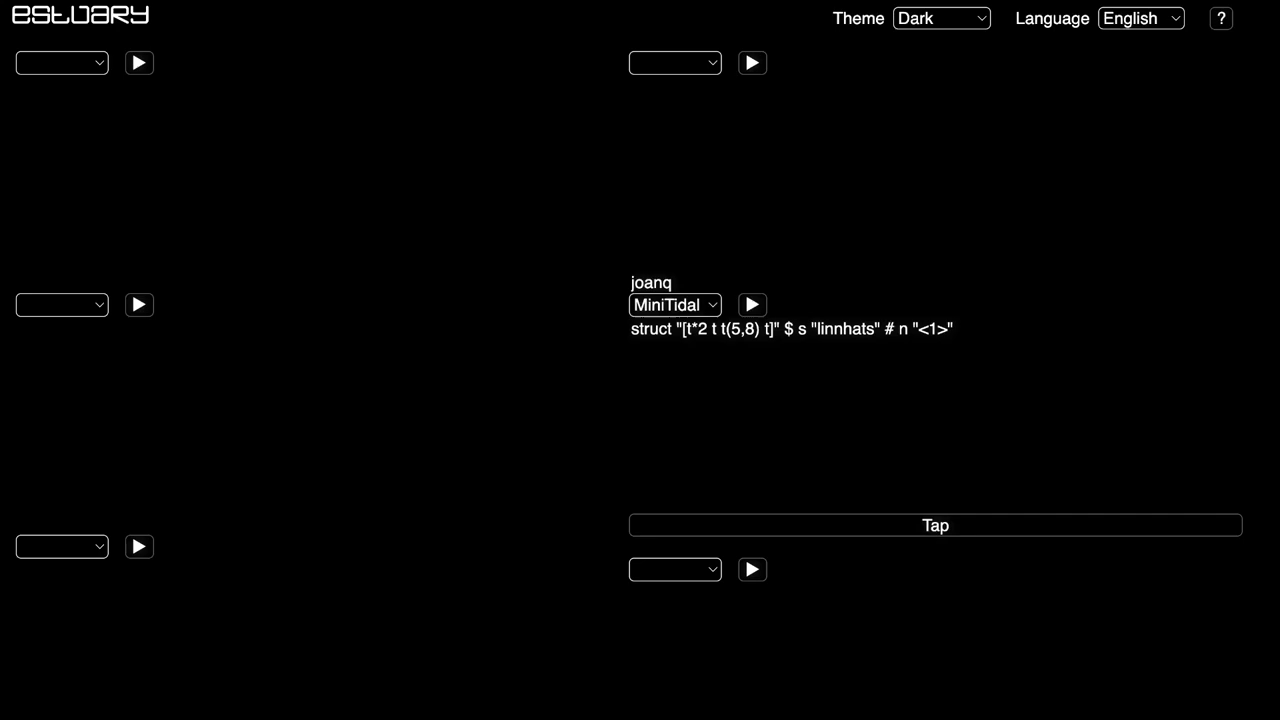 estuary
Theme Dark Language English ?
joanq
MiniTidal
struct "[t*2 t t(5,8) t]" $ s "linnhats" # n "<1>"
Tap